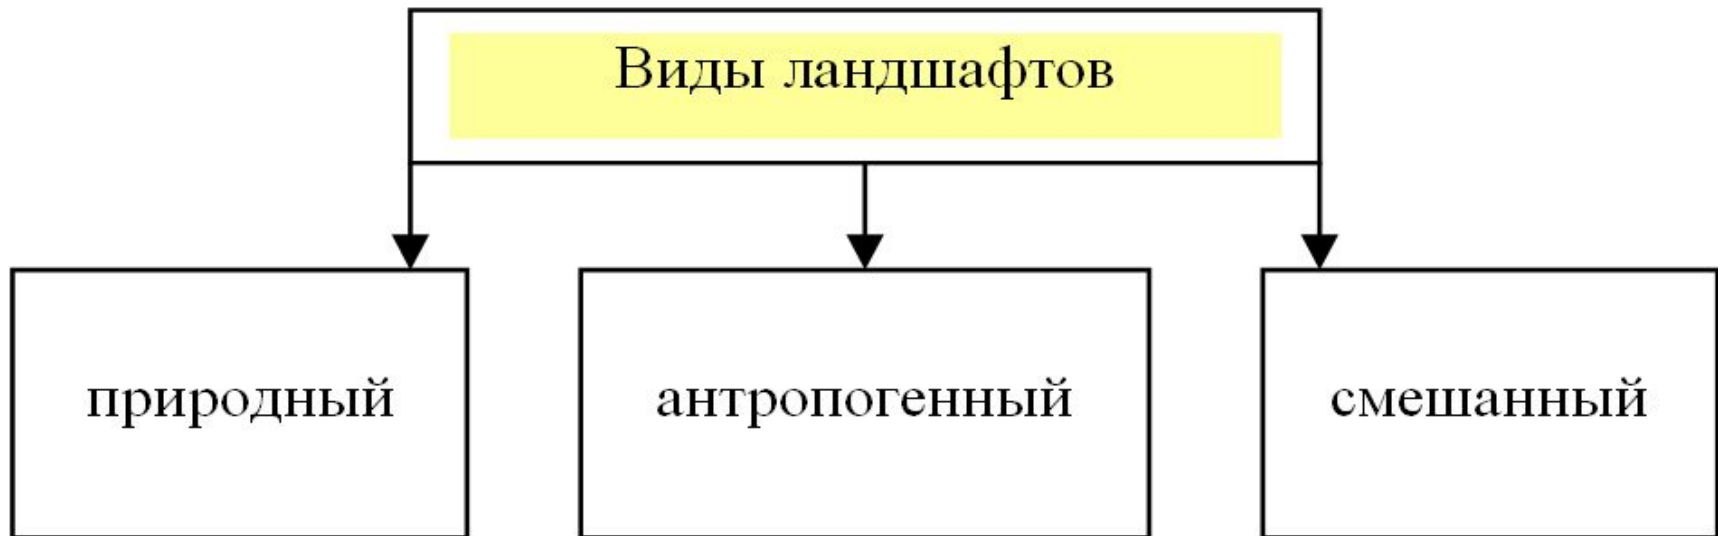 Виды ландшафтов
природный
антропогенный
смешанный